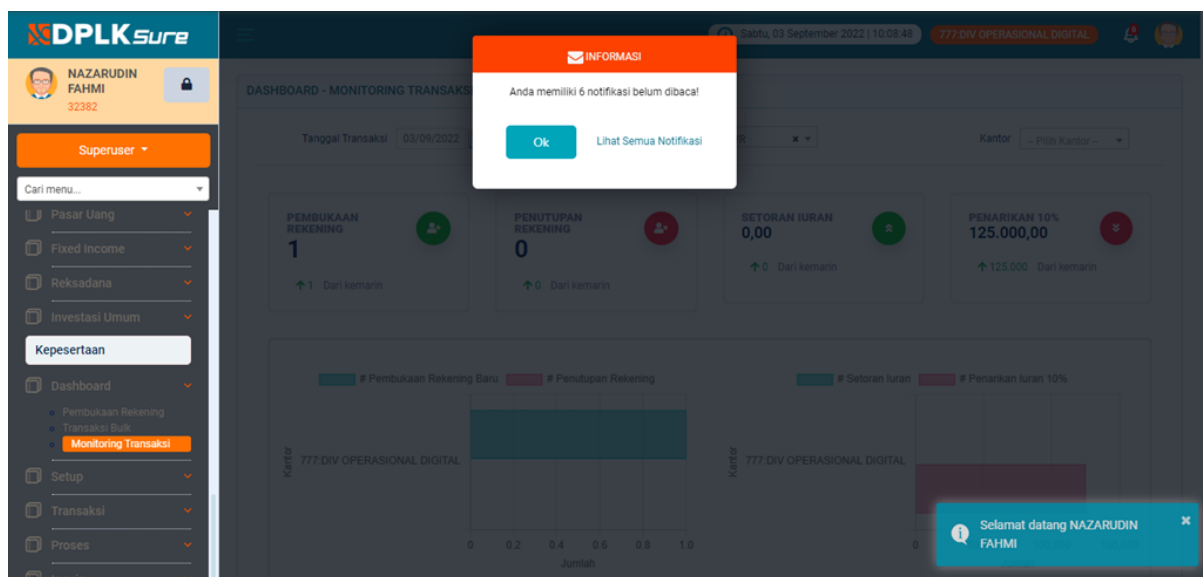 DPLKSure
Sabtu, 03 September 2022 | 10:08:48
777:DIV OPERASIONAL DIGITAL
NAZARUDIN
FAHMI
32382
Superuser
Cari menu...
Pasar Uang
Fixed Income
Reksadana
Investasi Umum
Kepesertaan
Dashboard
Pembukaan Rekening
Transaksi Bulk
Monitoring Transaksi
Setup
Transaksi
Proses
INFORMASI
Anda memiliki 6 notifikasi belum dibaca!
Ok
Lihat Semua Notifikasi
DASHBOARD - MONITORING TRANSAKSI
Tanggal Transaksi 03/09/2022
Kantor -- Pilih Kantor --
PEMBUKAAN
REKENING
1
1 Dari kemarin
PENUTUPAN
REKENING
0
0 Dari kemarin
SETORAN IURAN
0,00
0 Dari kemarin
PENARIKAN 10%
125.000,00
125,000 Dari kemarin
# Pembukaan Rekening Baru # Penutupan Rekening
Kantor
777:DIV OPERASIONAL DIGITAL
0 0.2 0.4 0.6 0.8 1.0
Jumlah
# Setoran Iuran # Penarikan Iuran 10%
Kantor
777:DIV OPERASIONAL DIGITAL
0
Selamat datang NAZARUDIN
FAHMI